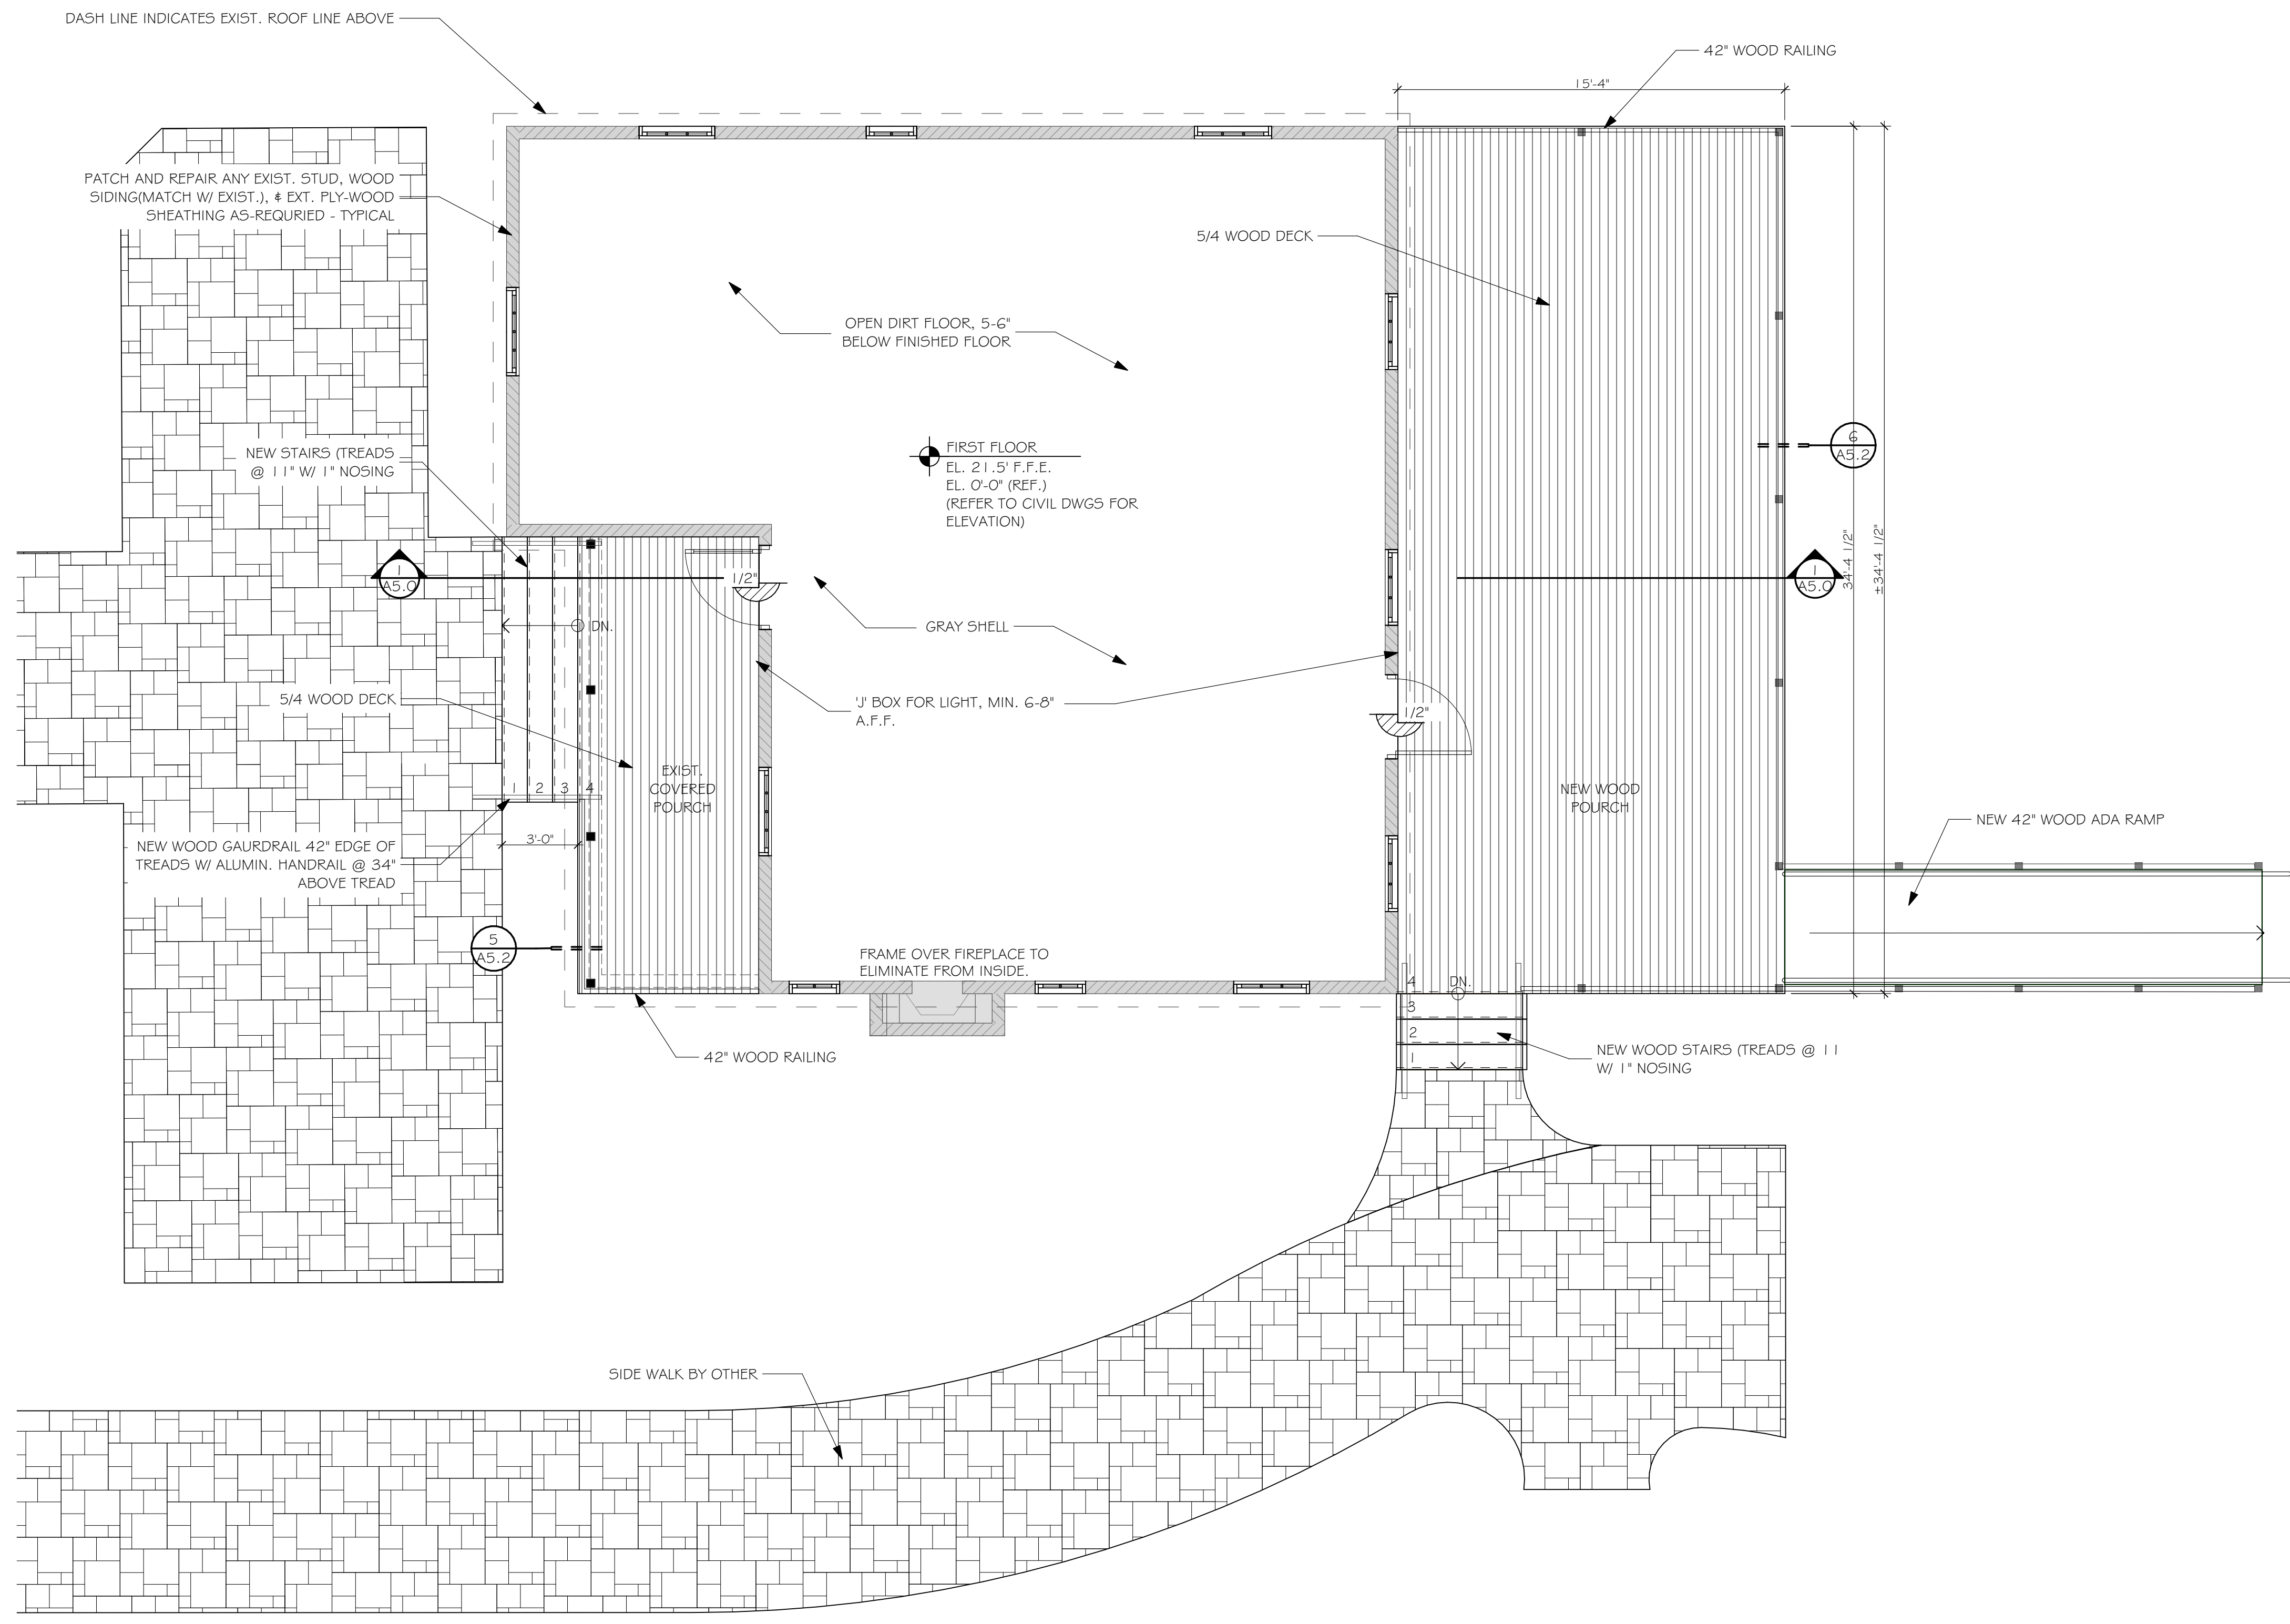 DASH LINE INDICATES EXIST. ROOF LINE ABOVE
42" WOOD RAILING
15'-4"
PATCH AND REPAIR ANY EXIST. STUD, WOOD
SIDING(MATCH W/ EXIST.), & EXT. PLY-WOOD
SHEATHING AS-REQURIED - TYPICAL
5/4 WOOD DECK
OPEN DIRT FLOOR, 5-6"
BELOW FINISHED FLOOR
NEW STAIRS (TREADS
@ 11" W/ 1" NOSING
FIRST FLOOR
EL. 21.5' F.F.E.
EL. 0'-0" (REF.)
(REFER TO CIVIL DWGS FOR
ELEVATION)
6
A5.2
34'-4 1/2"
±34'-4 1/2"
1
A5.0
1/2"
1
A5.0
DN.
GRAY SHELL
5/4 WOOD DECK
'J' BOX FOR LIGHT, MIN. 6-8"
A.F.F.
1/2"
EXIST.
COVERED
POURCH
1 2 3 4
NEW WOOD
POURCH
3'-0"
NEW WOOD GAURDRAIL 42" EDGE OF
TREADS W/ ALUMIN. HANDRAIL @ 34"
ABOVE TREAD
NEW 42" WOOD ADA RAMP
5
A5.2
FRAME OVER FIREPLACE TO
ELIMINATE FROM INSIDE.
4
DN.
3
2
1
42" WOOD RAILING
NEW WOOD STAIRS (TREADS @ 11
W/ 1" NOSING
SIDE WALK BY OTHER